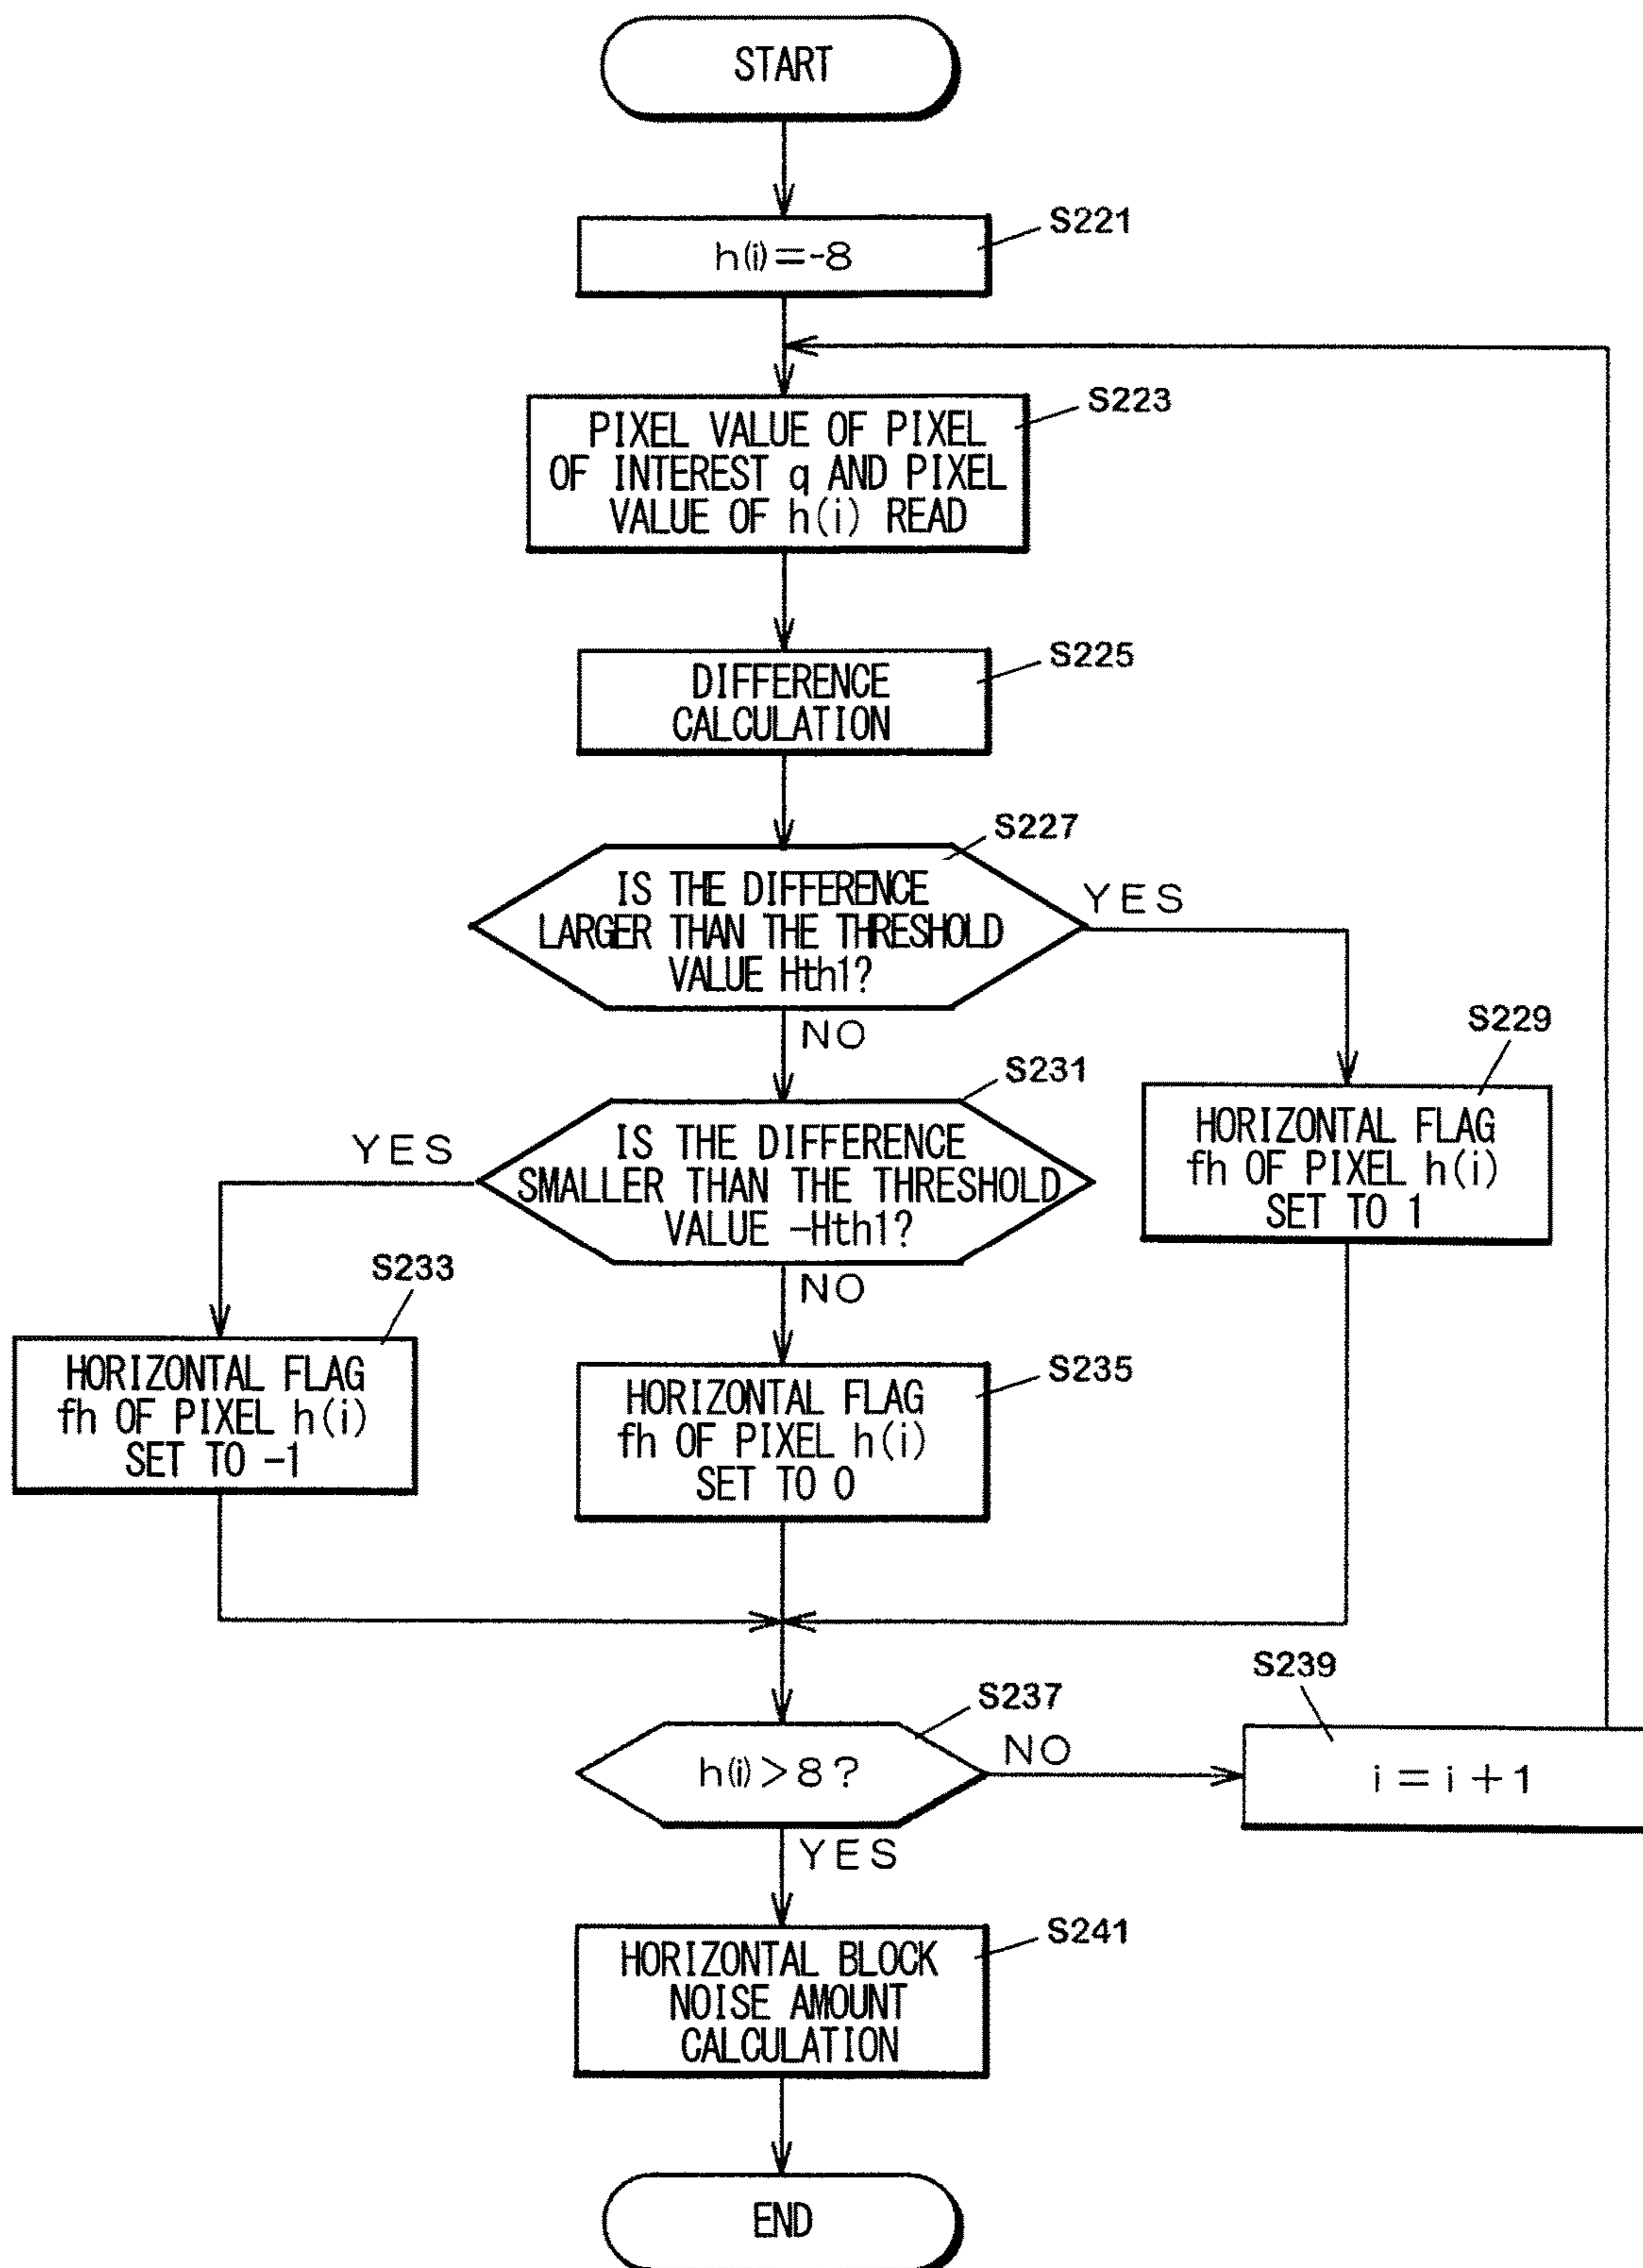 START
S221
h(i)=-8
S223
PIXEL VALUE OF PIXEL
OF INTEREST q AND PIXEL
VALUE OF h(i) READ
S225
DIFFERENCE
CALCULATION
S227
IS THE DIFFERENCE
LARGER THAN THE THRESHOLD
VALUE Hth1?
YES
NO
S229
HORIZONTAL FLAG
fh OF PIXEL h(i)
SET TO 1
S231
IS THE DIFFERENCE
SMALLER THAN THE THRESHOLD
VALUE -Hth1?
YES
NO
S233
HORIZONTAL FLAG
fh OF PIXEL h(i)
SET TO -1
S235
HORIZONTAL FLAG
fh OF PIXEL h(i)
SET TO 0
S237
h(i)>8?
NO
S239
i=i+1
YES
S241
HORIZONTAL BLOCK
NOISE AMOUNT
CALCULATION
END